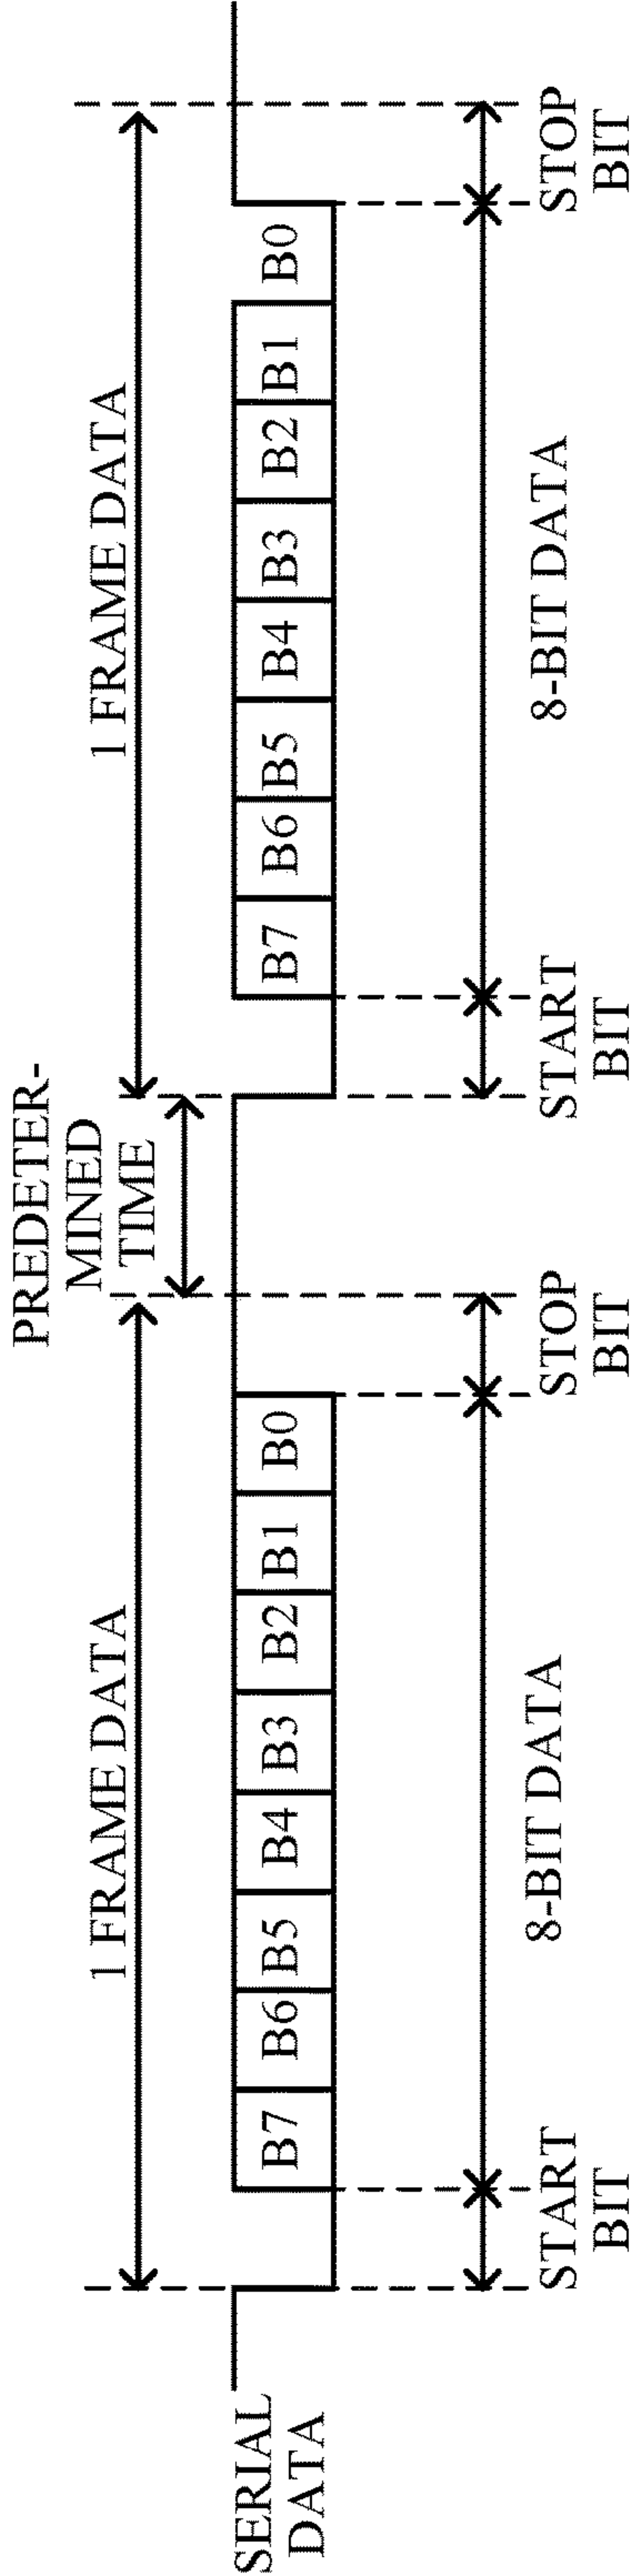 PREDETER-
MINED
TIME
1 FRAME DATA
1 FRAME DATA
SERIAL
DATA
B7
B6
B5
B4
B3
B2
B1
B0
B7
B6
B5
B4
B3
B2
B1
B0
START
BIT
8-BIT DATA
STOP
BIT
START
BIT
8-BIT DATA
STOP
BIT